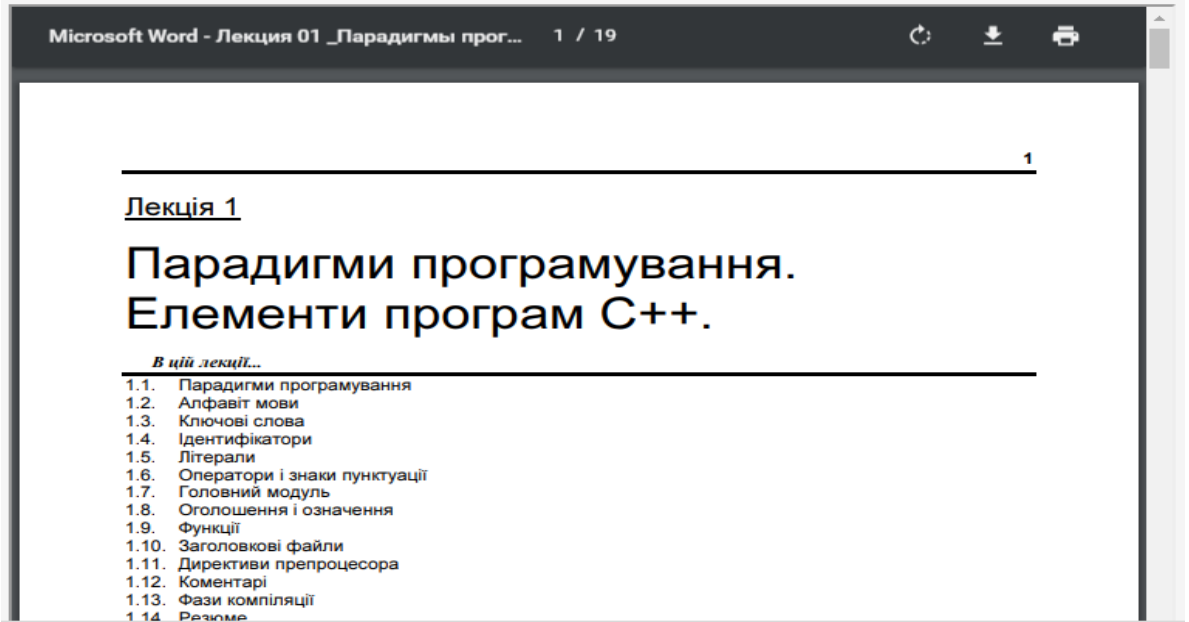 Microsoft Word - Лекция 01 _Парадигмы прог... 1 / 19
1
Лекція 1
Парадигми програмування.
Елементи програм C++.
В цій лекції...
1.1. Парадигми програмування
1.2. Алфавіт мови
1.3. Ключові слова
1.4. Ідентифікатори
1.5. Літерали
1.6. Оператори і знаки пунктуації
1.7. Головний модуль
1.8. Оголошення і означення
1.9. Функції
1.10. Заголовкові файли
1.11. Директиви препроцесора
1.12. Коментарі
1.13. Фази компіляції
1.14. Резюме